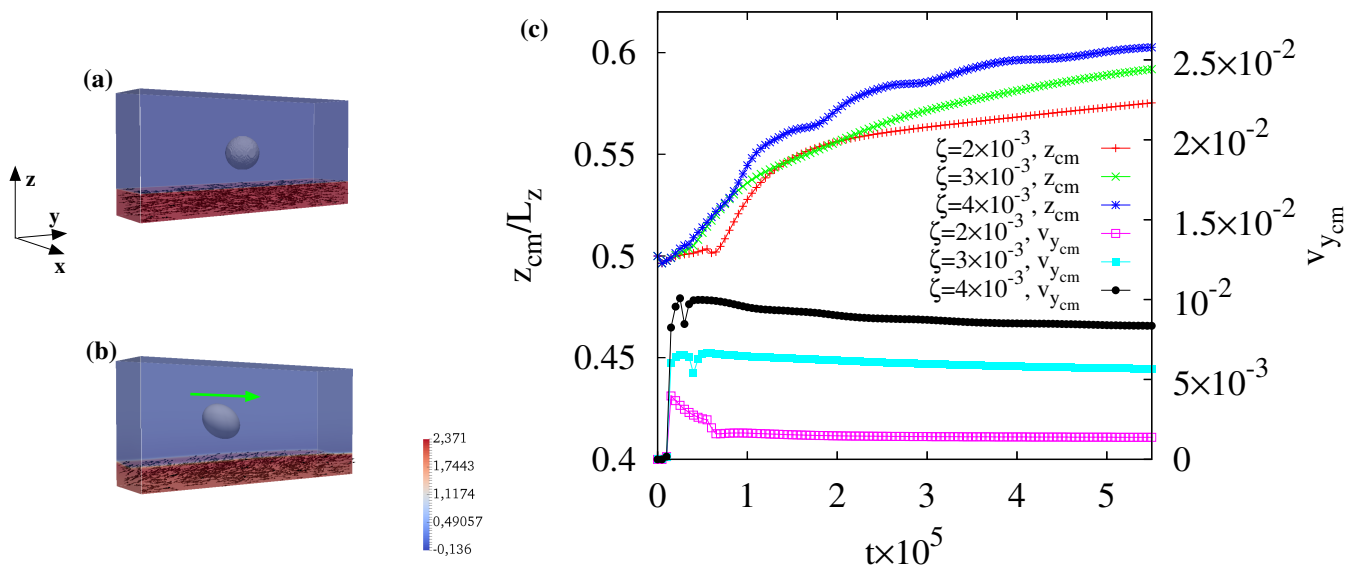 (a)
z
y
x
(b)
2,371
1,7443
1,1174
0,49057
-0,136
(c)
z_cm/L_z
0.6
0.55
0.5
0.45
0.4
ζ=2×10⁻³, z_cm
ζ=3×10⁻³, z_cm
ζ=4×10⁻³, z_cm
ζ=2×10⁻³, v_y_cm
ζ=3×10⁻³, v_y_cm
ζ=4×10⁻³, v_y_cm
2.5×10⁻²
2×10⁻²
1.5×10⁻²
10⁻²
5×10⁻³
0
v_y_cm
0 1 2 3 4 5
t×10⁵